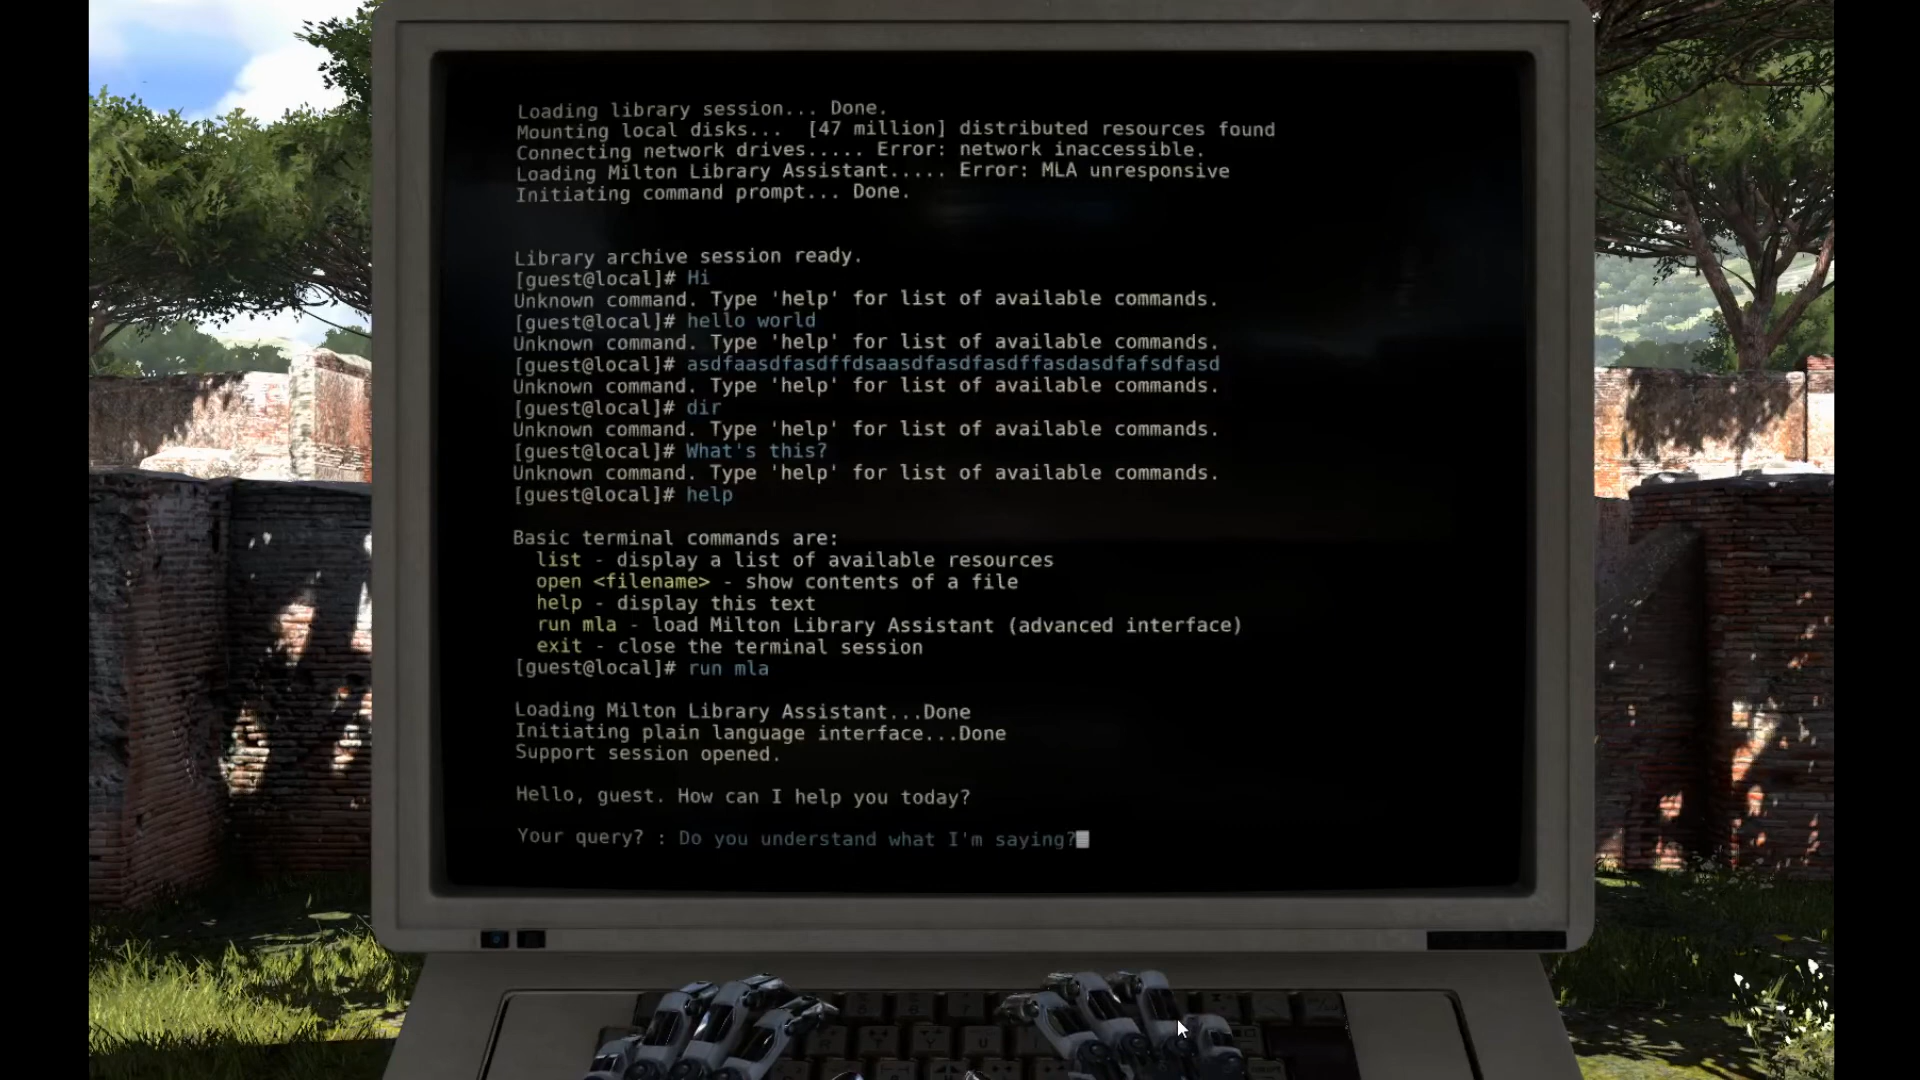 Loading library session... Done.
Mounting local disks...  [47 million] distributed resources found
Connecting network drives..... Error: network inaccessible.
Loading Milton Library Assistant..... Error: MLA unresponsive
Initiating command prompt... Done.
Library archive session ready.
[guest@local]# Hi
Unknown command. Type 'help' for list of available commands.
[guest@local]# hello world
Unknown command. Type 'help' for list of available commands.
[guest@local]# asdfaasdfasdffdsaasdfasdfasdffasdasdfafsdfasd
Unknown command. Type 'help' for list of available commands.
[guest@local]# dir
Unknown command. Type 'help' for list of available commands.
[guest@local]# What's this?
Unknown command. Type 'help' for list of available commands.
[guest@local]# help
Basic terminal commands are:
list - display a list of available resources
open <filename> - show contents of a file
help - display this text
run mla - load Milton Library Assistant (advanced interface)
exit - close the terminal session
[guest@local]# run mla
Loading Milton Library Assistant...Done
Initiating plain language interface...Done
Support session opened.
Hello, guest. How can I help you today?
Your query? : Do you understand what I'm saying?